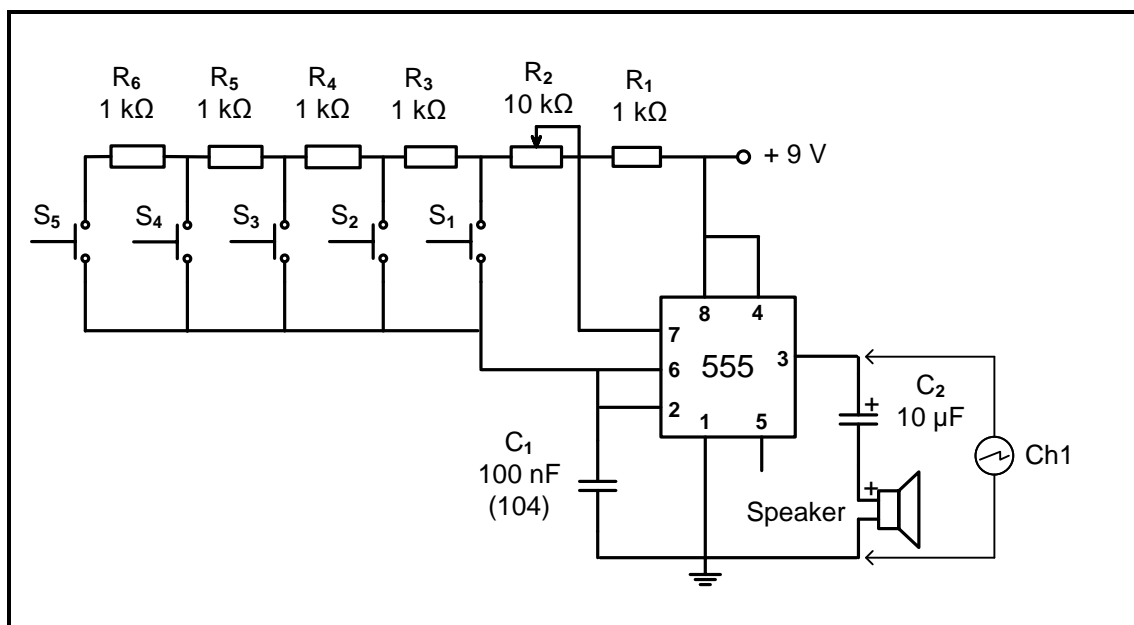 R6
1 kΩ
R5
1 kΩ
R4
1 kΩ
R3
1 kΩ
R2
10 kΩ
R1
1 kΩ
+ 9 V
S5
S4
S3
S2
S1
8
4
7
6
555
3
2
1
5
C1
100 nF
(104)
C2
10 µF
+
+
Speaker
Ch1